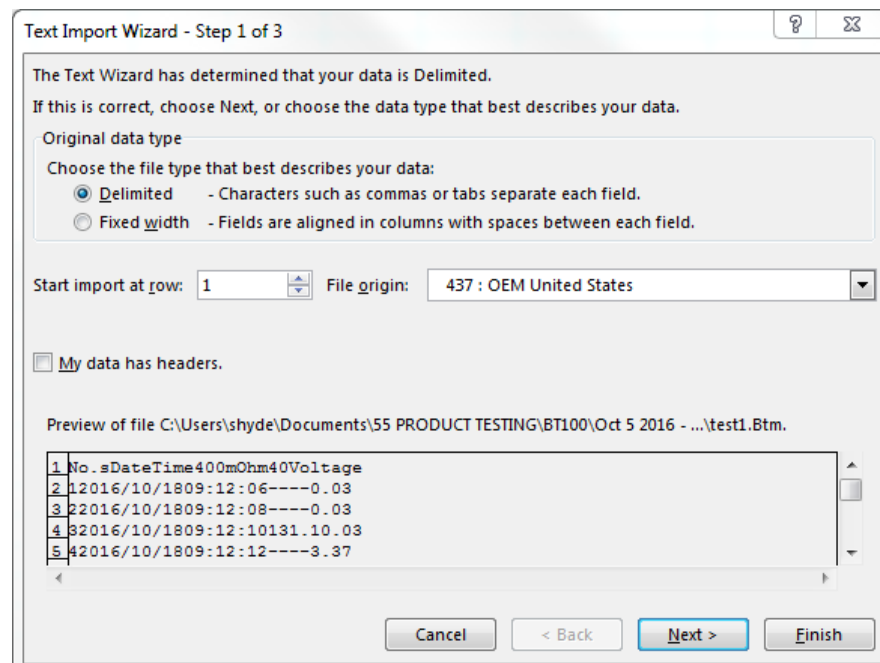 Text Import Wizard - Step 1 of 3
The Text Wizard has determined that your data is Delimited.
If this is correct, choose Next, or choose the data type that best describes your data.
Original data type
Choose the file type that best describes your data:
Delimited - Characters such as commas or tabs separate each field.
Fixed width - Fields are aligned in columns with spaces between each field.
Start import at row: 1 File origin: 437 : OEM United States
My data has headers.
Preview of file C:\Users\shyde\Documents\55 PRODUCT TESTING\BT100\Oct 5 2016 - ...\test1.Btm.
1 No.sDateTime400mOhm40Voltage
2 12016/10/1809:12:06----0.03
3 22016/10/1809:12:08----0.03
4 32016/10/1809:12:10131.10.03
5 42016/10/1809:12:12----3.37
Cancel < Back Next > Finish